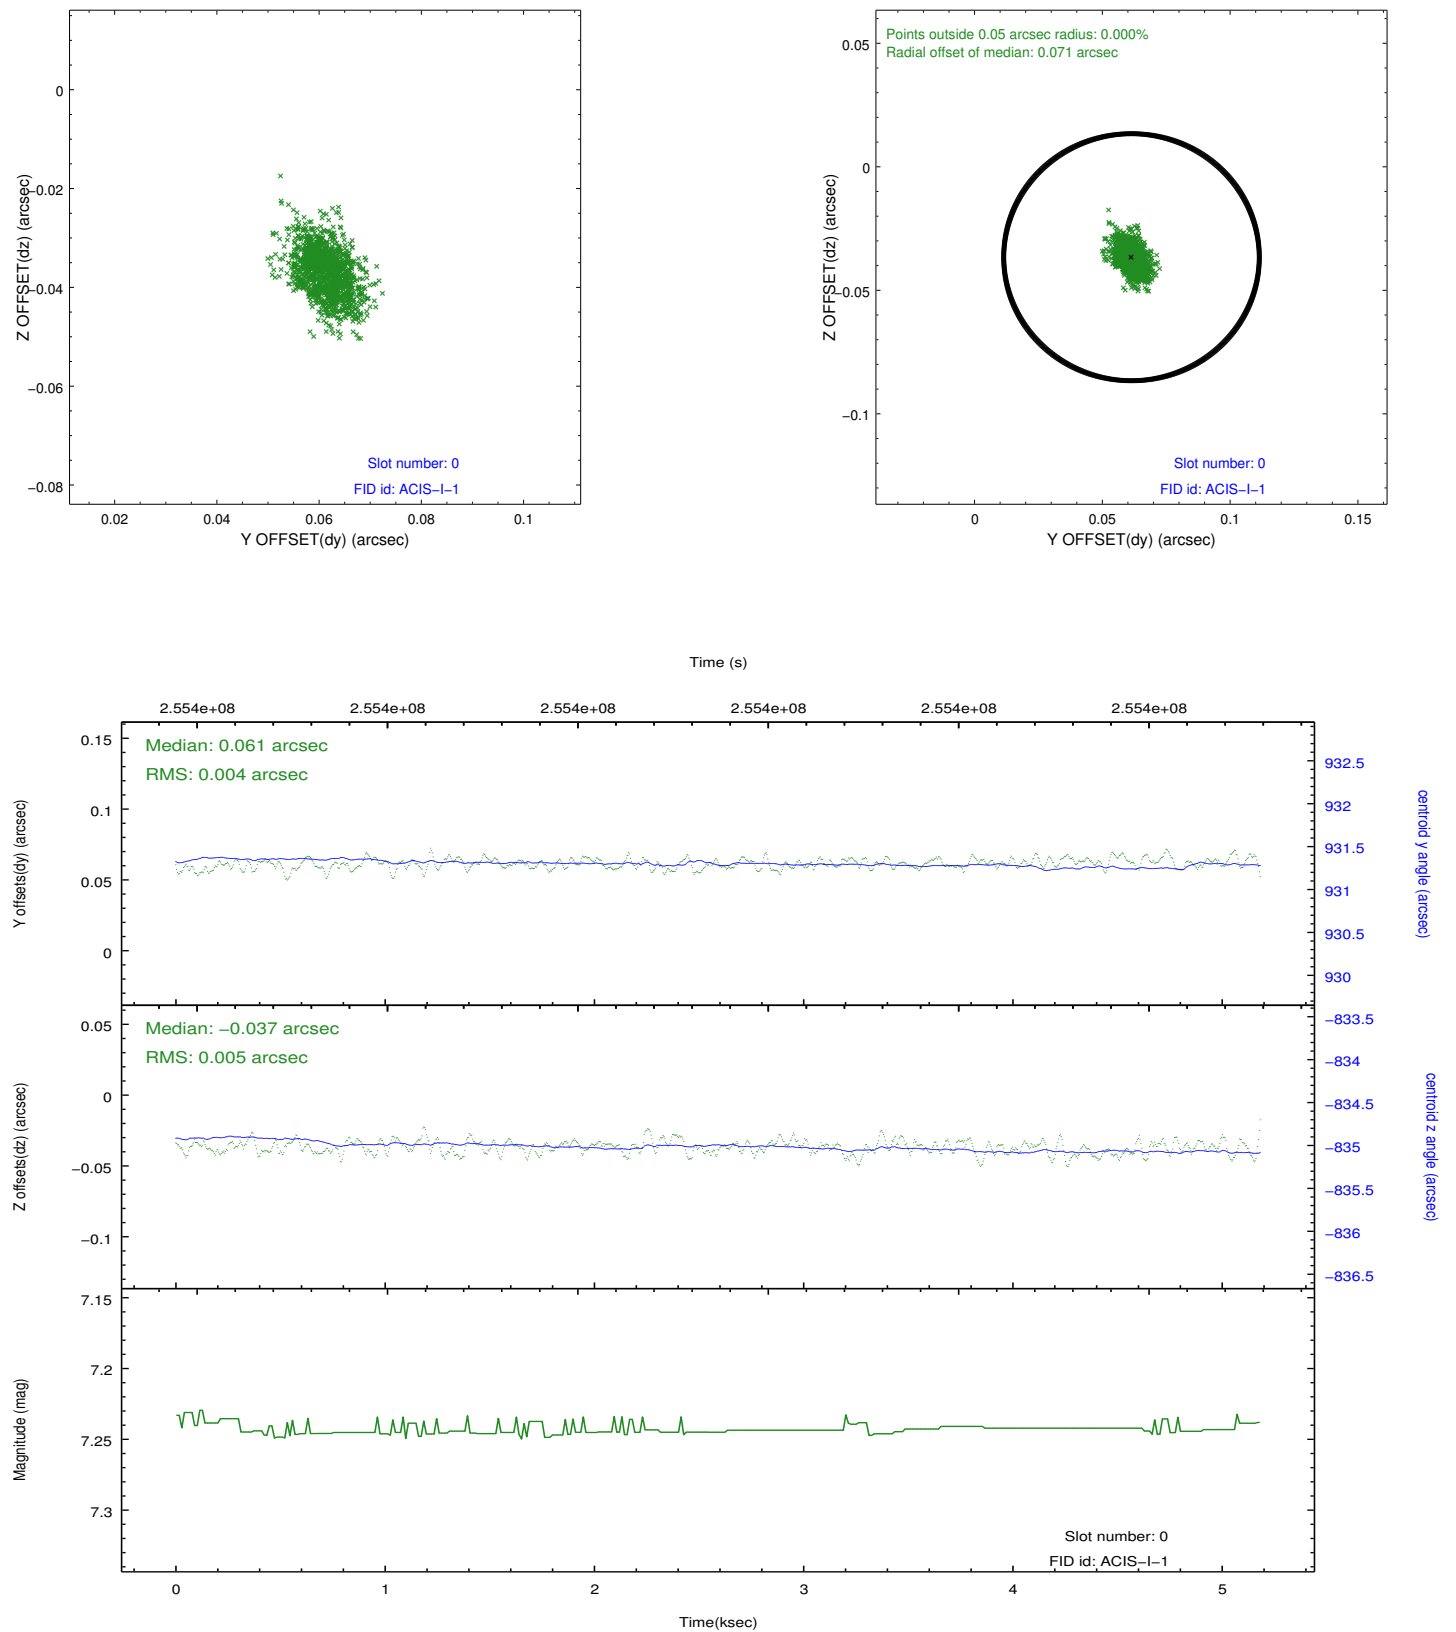 0
−0.02
−0.04
−0.06
−0.08
Z OFFSET(dz) (arcsec)
Slot number: 0
FID id: ACIS−I−1
0.02 0.04 0.06 0.08 0.1
Y OFFSET(dy) (arcsec)
Points outside 0.05 arcsec radius: 0.000%
Radial offset of median: 0.071 arcsec
0.05
0
−0.05
−0.1
Z OFFSET(dz) (arcsec)
Slot number: 0
FID id: ACIS−I−1
0 0.05 0.1 0.15
Y OFFSET(dy) (arcsec)
Time (s)
2.554e+08 2.554e+08 2.554e+08 2.554e+08 2.554e+08 2.554e+08
Median: 0.061 arcsec
RMS: 0.004 arcsec
0.15
0.1
0.05
0
Y offsets(dy) (arcsec)
932.5
932
931.5
931
930.5
930
centroid y angle (arcsec)
Median: −0.037 arcsec
RMS: 0.005 arcsec
0.05
0
−0.05
−0.1
Z offsets(dz) (arcsec)
−833.5
−834
−834.5
−835
−835.5
−836
−836.5
centroid z angle (arcsec)
7.15
7.2
7.25
7.3
Magnitude (mag)
Slot number: 0
FID id: ACIS−I−1
0 1 2 3 4 5
Time(ksec)